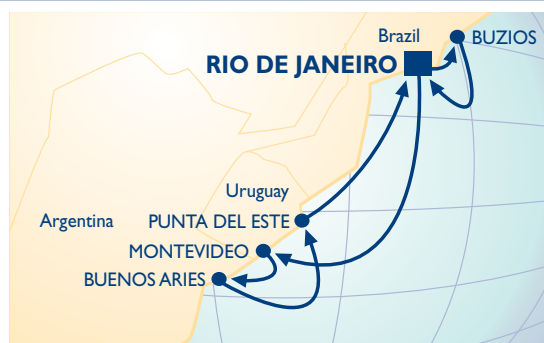 Brazil
BUZIOS
RIO DE JANEIRO
Uruguay
Argentina
PUNTA DEL ESTE
MONTEVIDEO
BUENOS ARIES